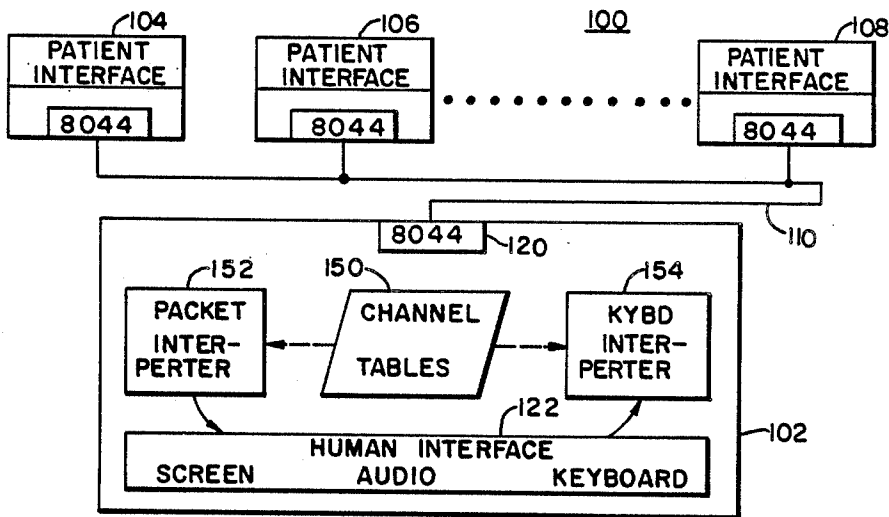 104
106
100
108
PATIENT
INTERFACE
8044
PATIENT
INTERFACE
8044
PATIENT
INTERFACE
8044
110
8044
120
152
150
154
PACKET
INTER-
PERTER
CHANNEL
TABLES
KYBD
INTER-
PERTER
122
102
HUMAN INTERFACE
SCREEN AUDIO KEYBOARD